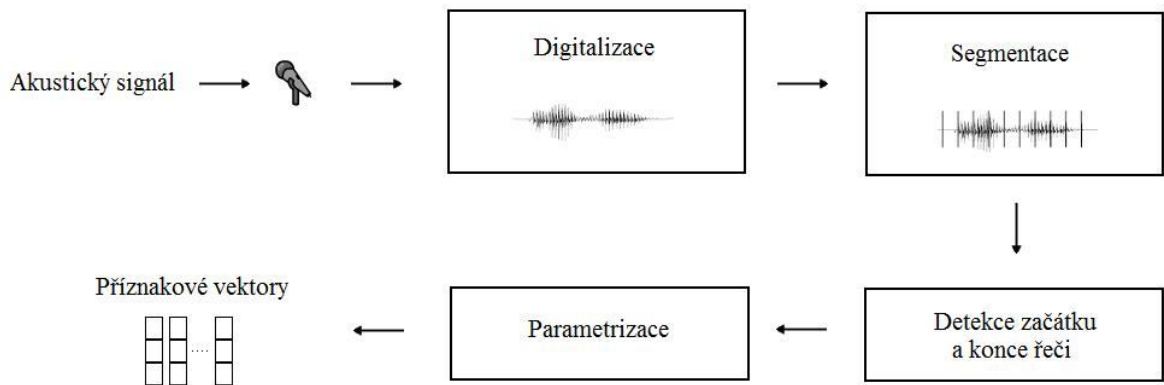 Akustický signál
Digitalizace
Segmentace
Detekce začátku
a konce řeči
Parametrizace
Příznakové vektory
....